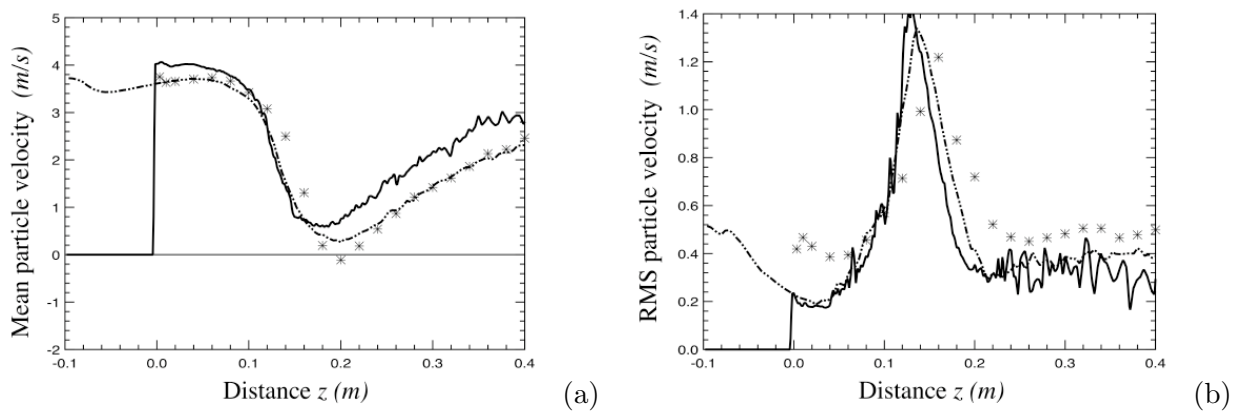 Mean particle velocity (m/s)
5
4
3
2
1
0
-1
-2
-0.1 0.0 0.1 0.2 0.3 0.4
Distance z (m)
(a)
RMS particle velocity (m/s)
1.4
1.2
1.0
0.8
0.6
0.4
0.2
0.0
-0.1 0.0 0.1 0.2 0.3 0.4
Distance z (m)
(b)